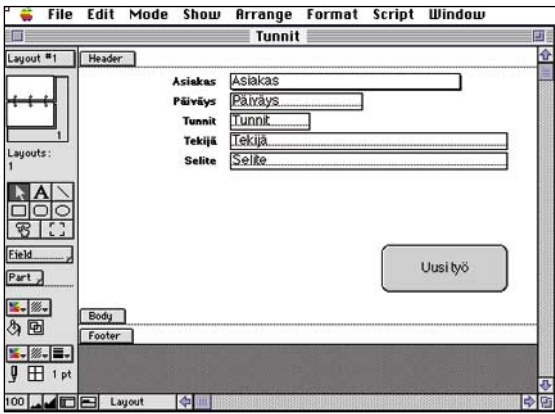 File Edit Mode Show Arrange Format Script Window
Tunnit
Layout #1
Header
Asiakas Asiakas
Päiväys Päiväys
Tunnit Tunnit
Tekijä Tekijä
Selite Selite
1
Layouts:
1
A
Field
Uusi työ
Part
Body
Footer
1 pt
100 Layout